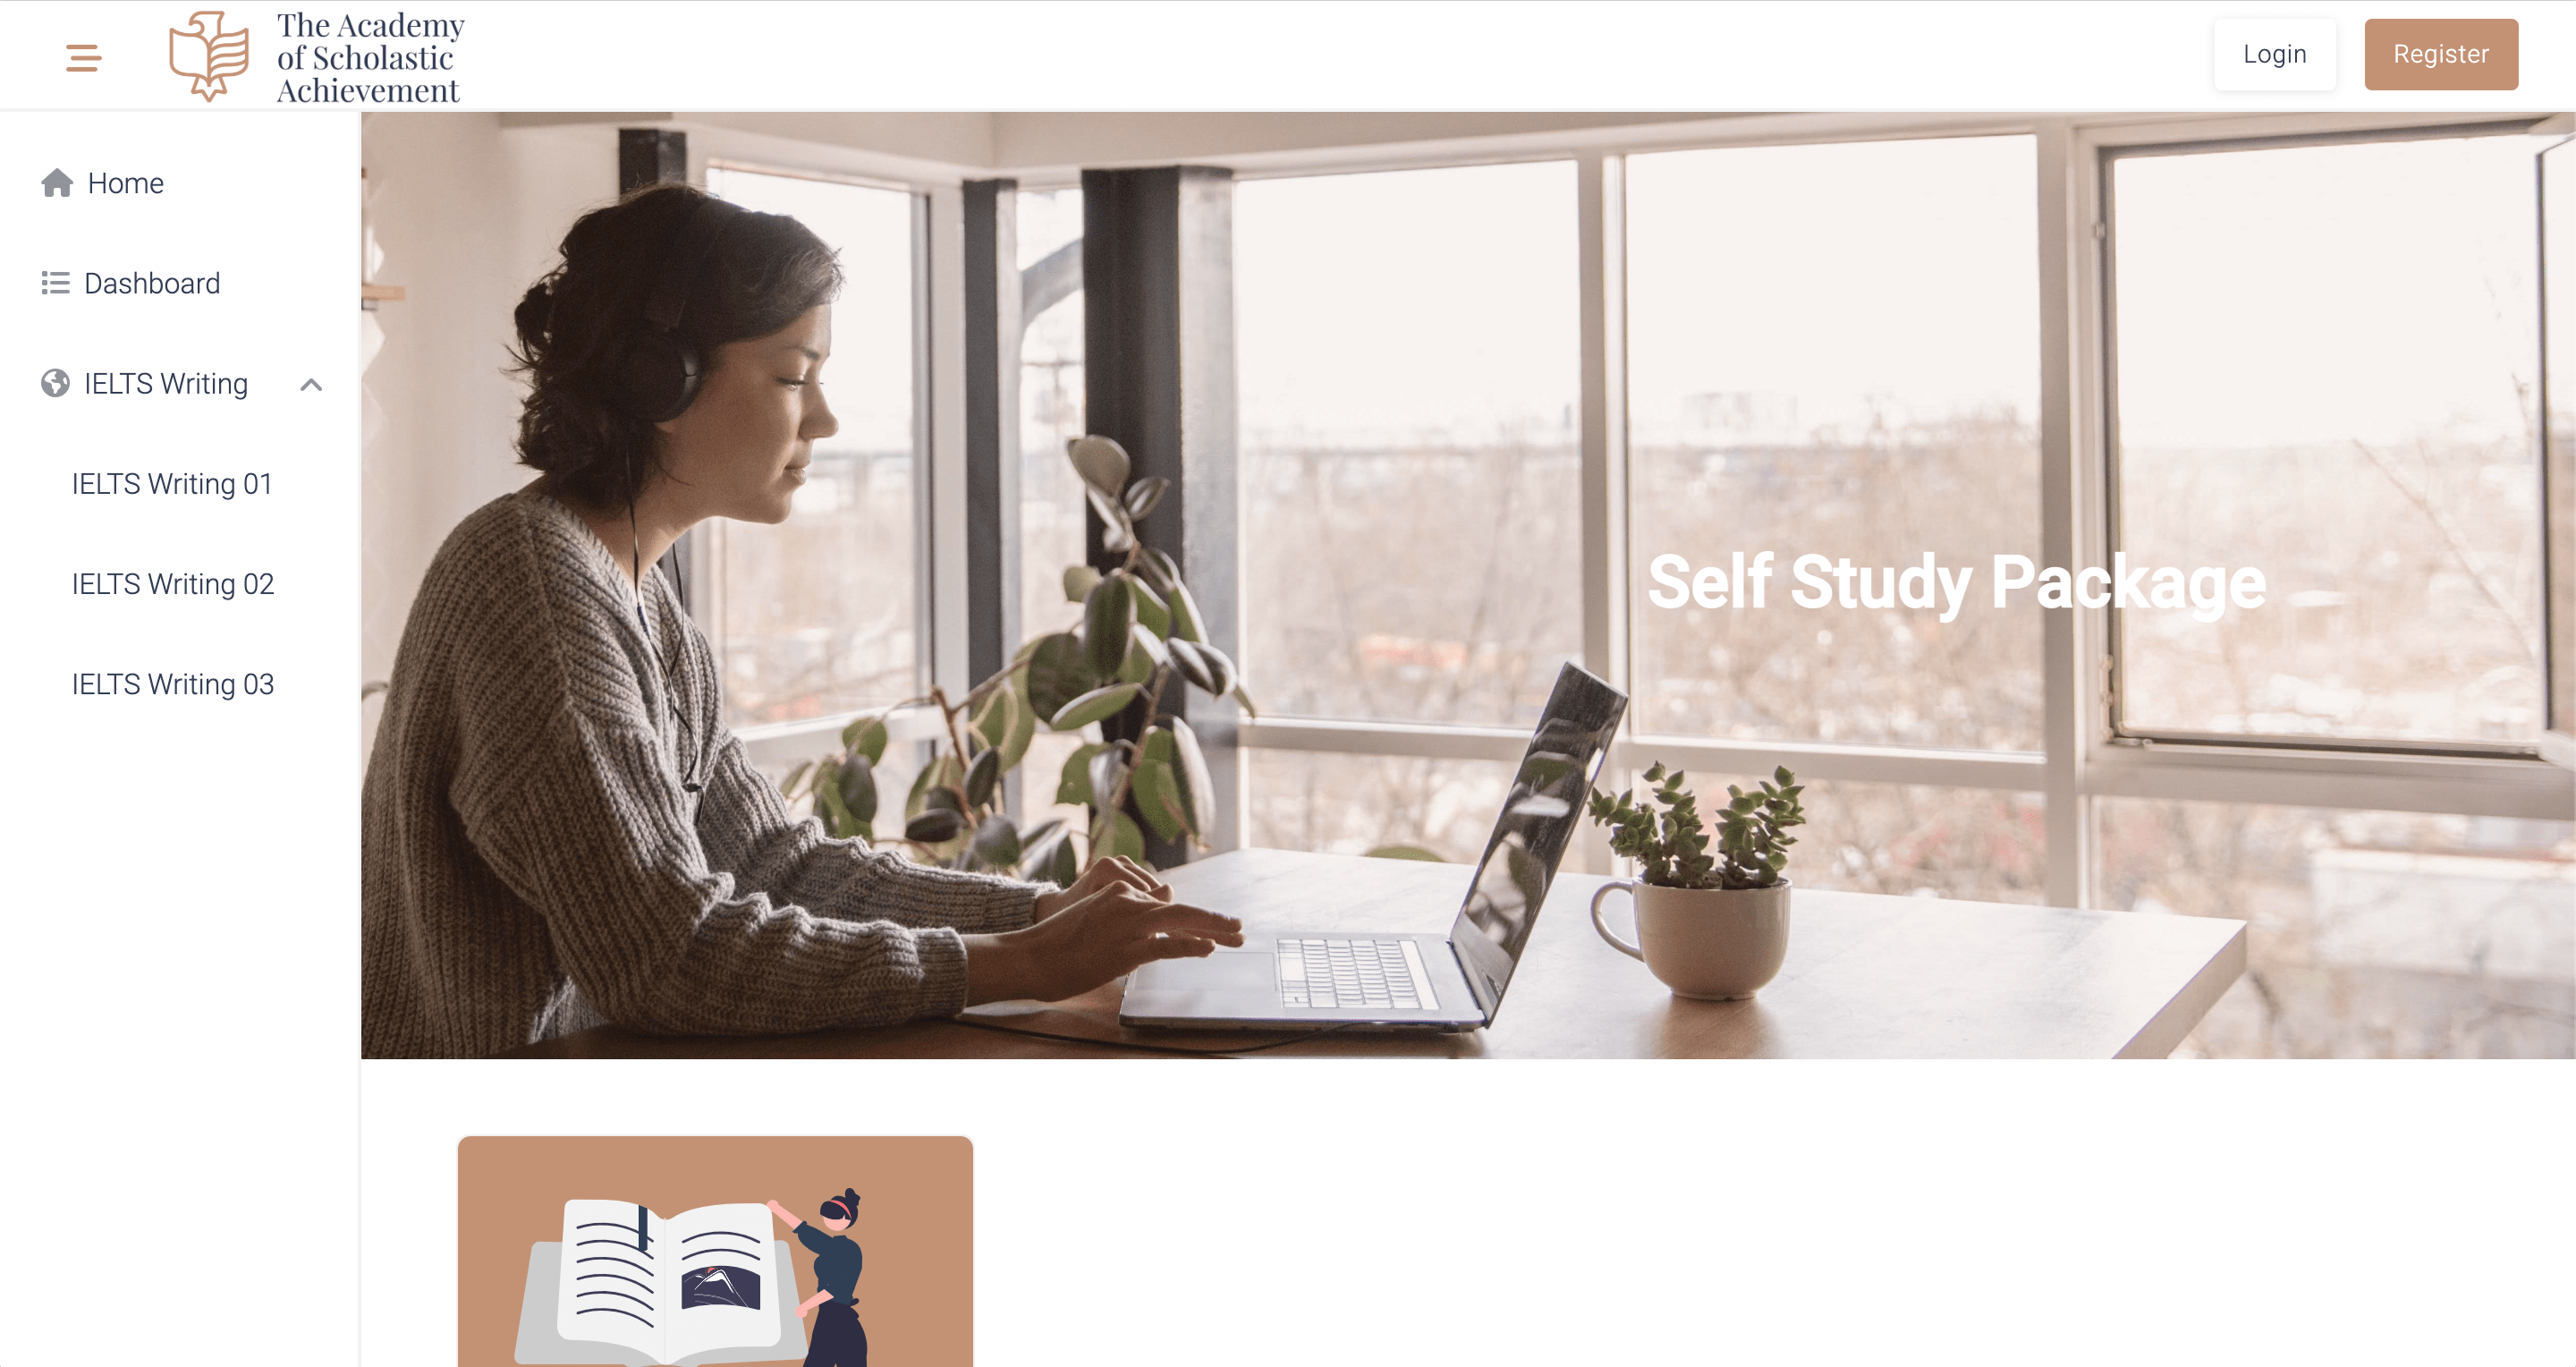 The Academy
of Scholastic
Achievement
Login
Register
Home
Dashboard
IELTS Writing
IELTS Writing 01
IELTS Writing 02
IELTS Writing 03
Self Study Package